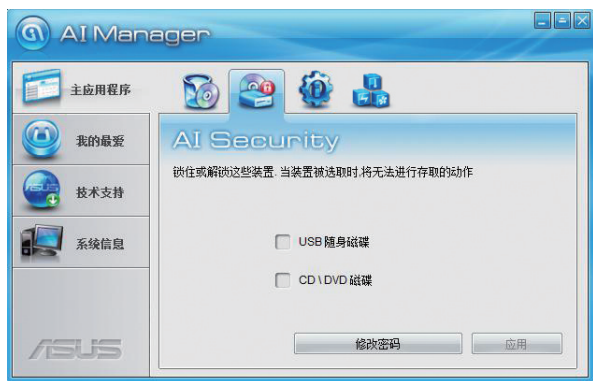 AI Manager
主应用程序
我的最爱
技术支持
系统信息
AI Security
锁住或解锁这些装置. 当装置被选取时.将无法进行存取的动作
USB 随身磁碟
CD \ DVD 磁碟
修改密码
应用
ASUS